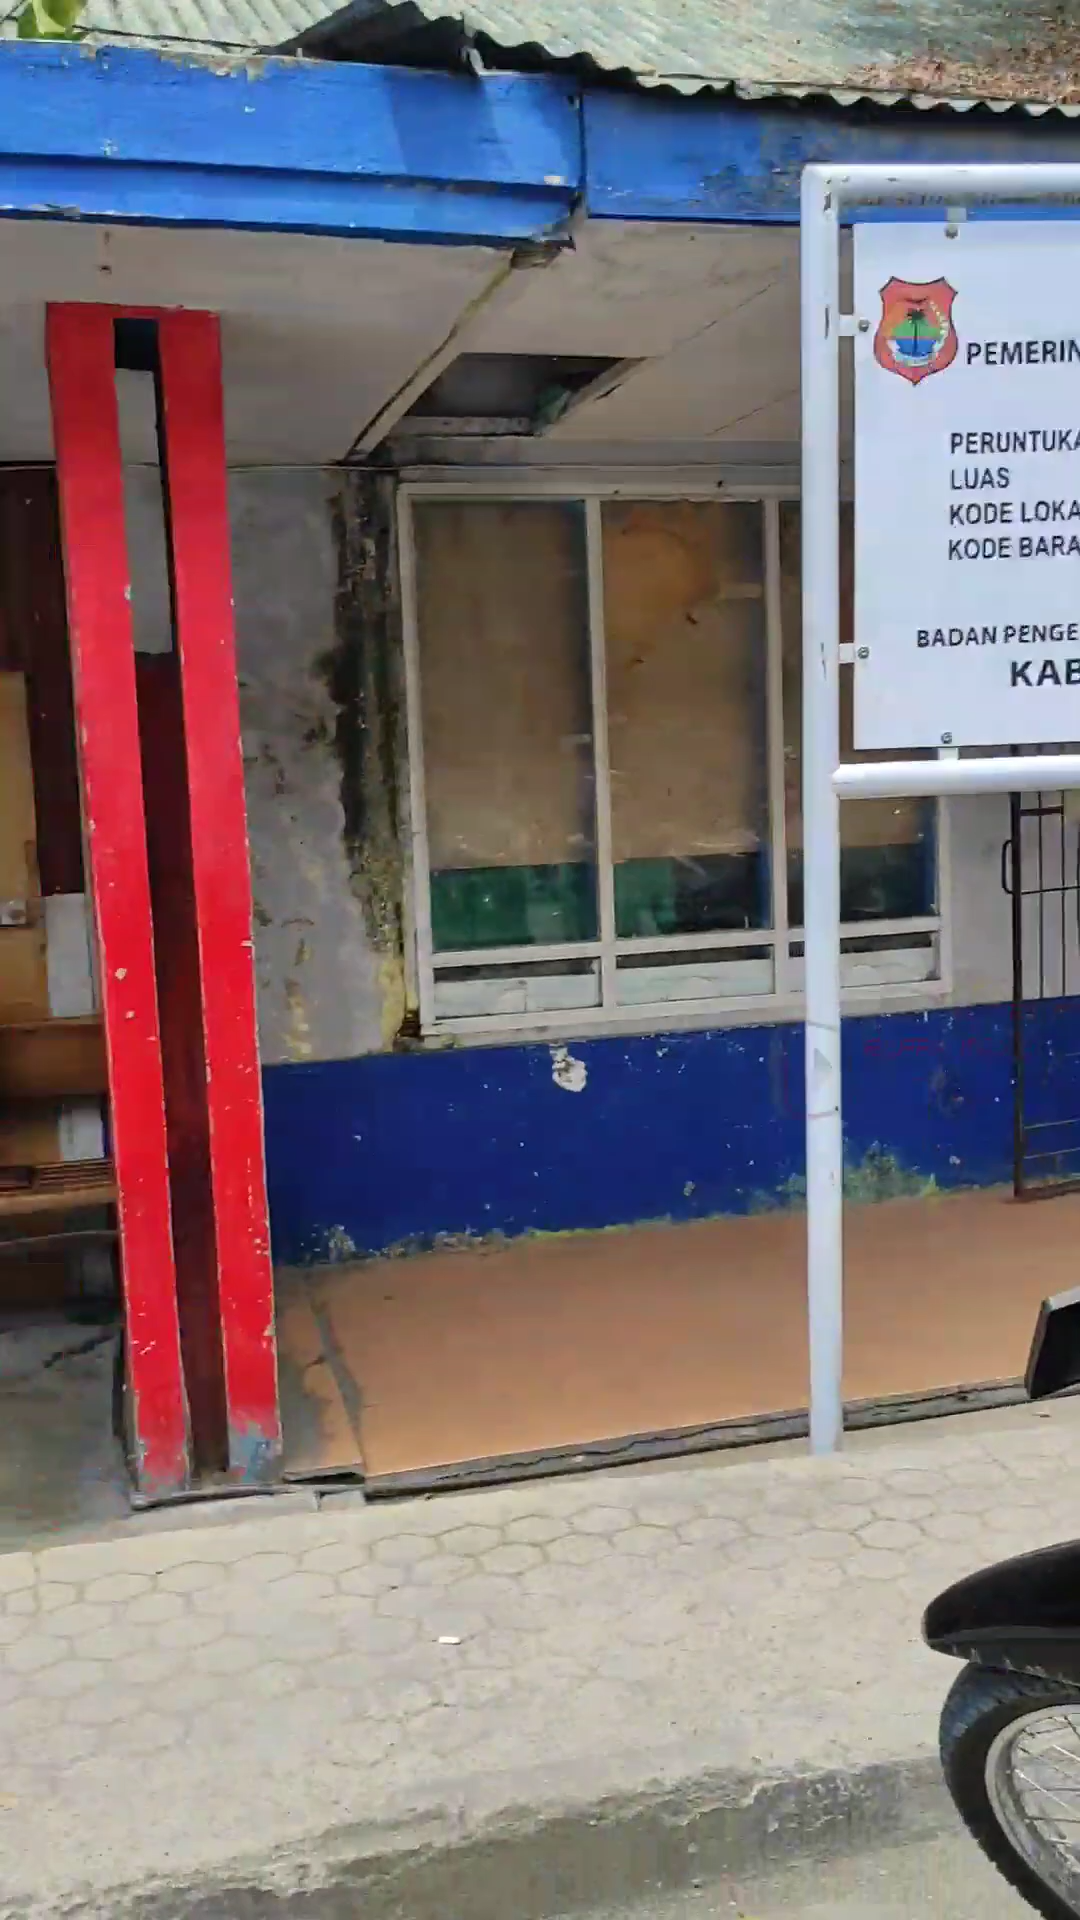 PEMERIN
PERUNTUKA
LUAS
KODE LOKA
KODE BARA
BADAN PENGE
KAB